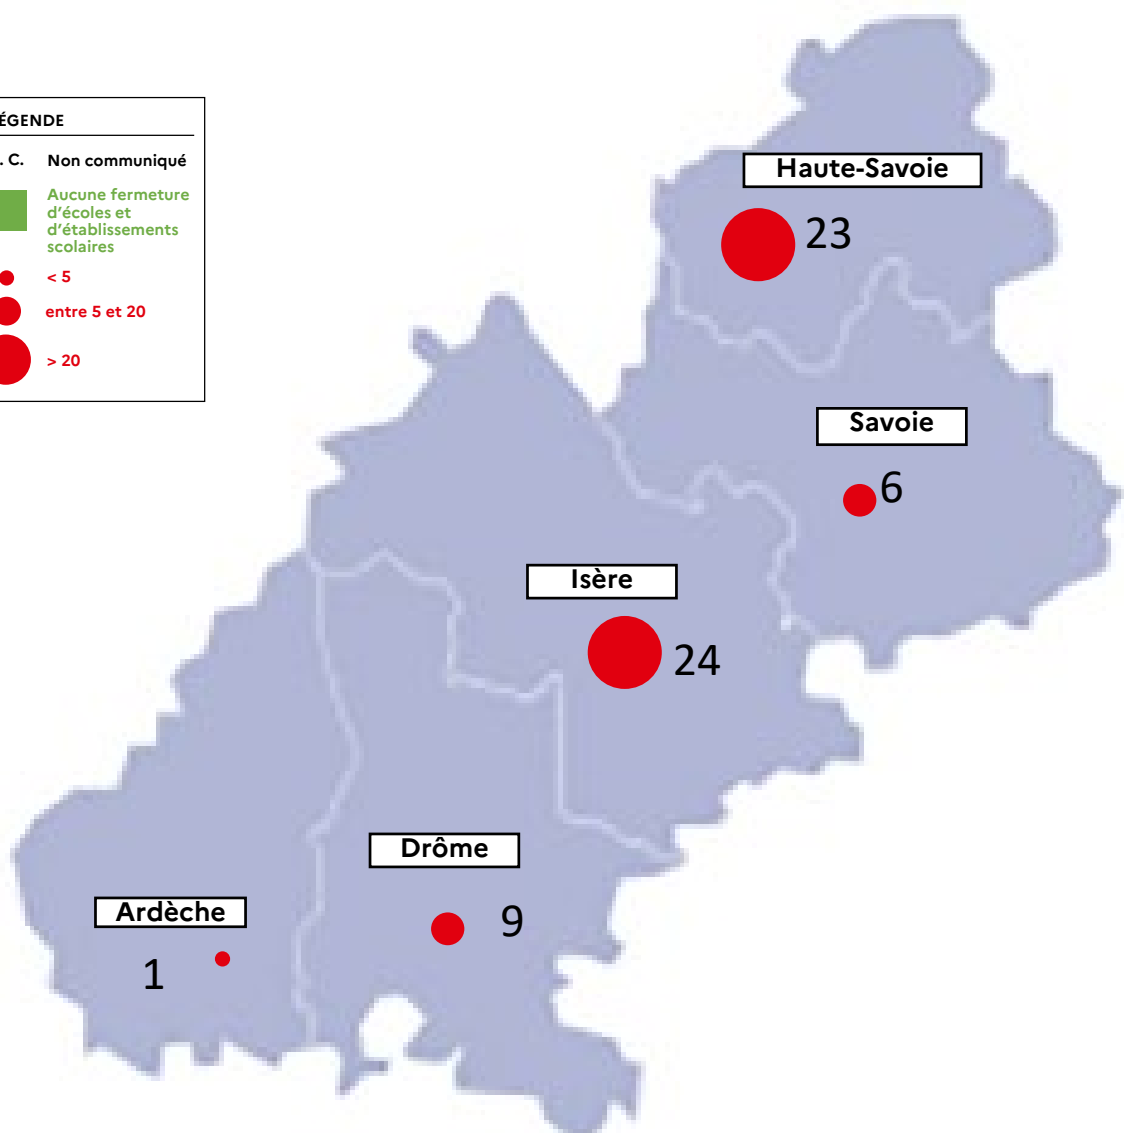 ÉGENDE
. C. Non communiqué
Aucune fermeture
d'écoles et
d'établissements
scolaires
< 5
entre 5 et 20
> 20
Haute-Savoie
23
Savoie
6
Isère
24
Drôme
9
Ardèche
1